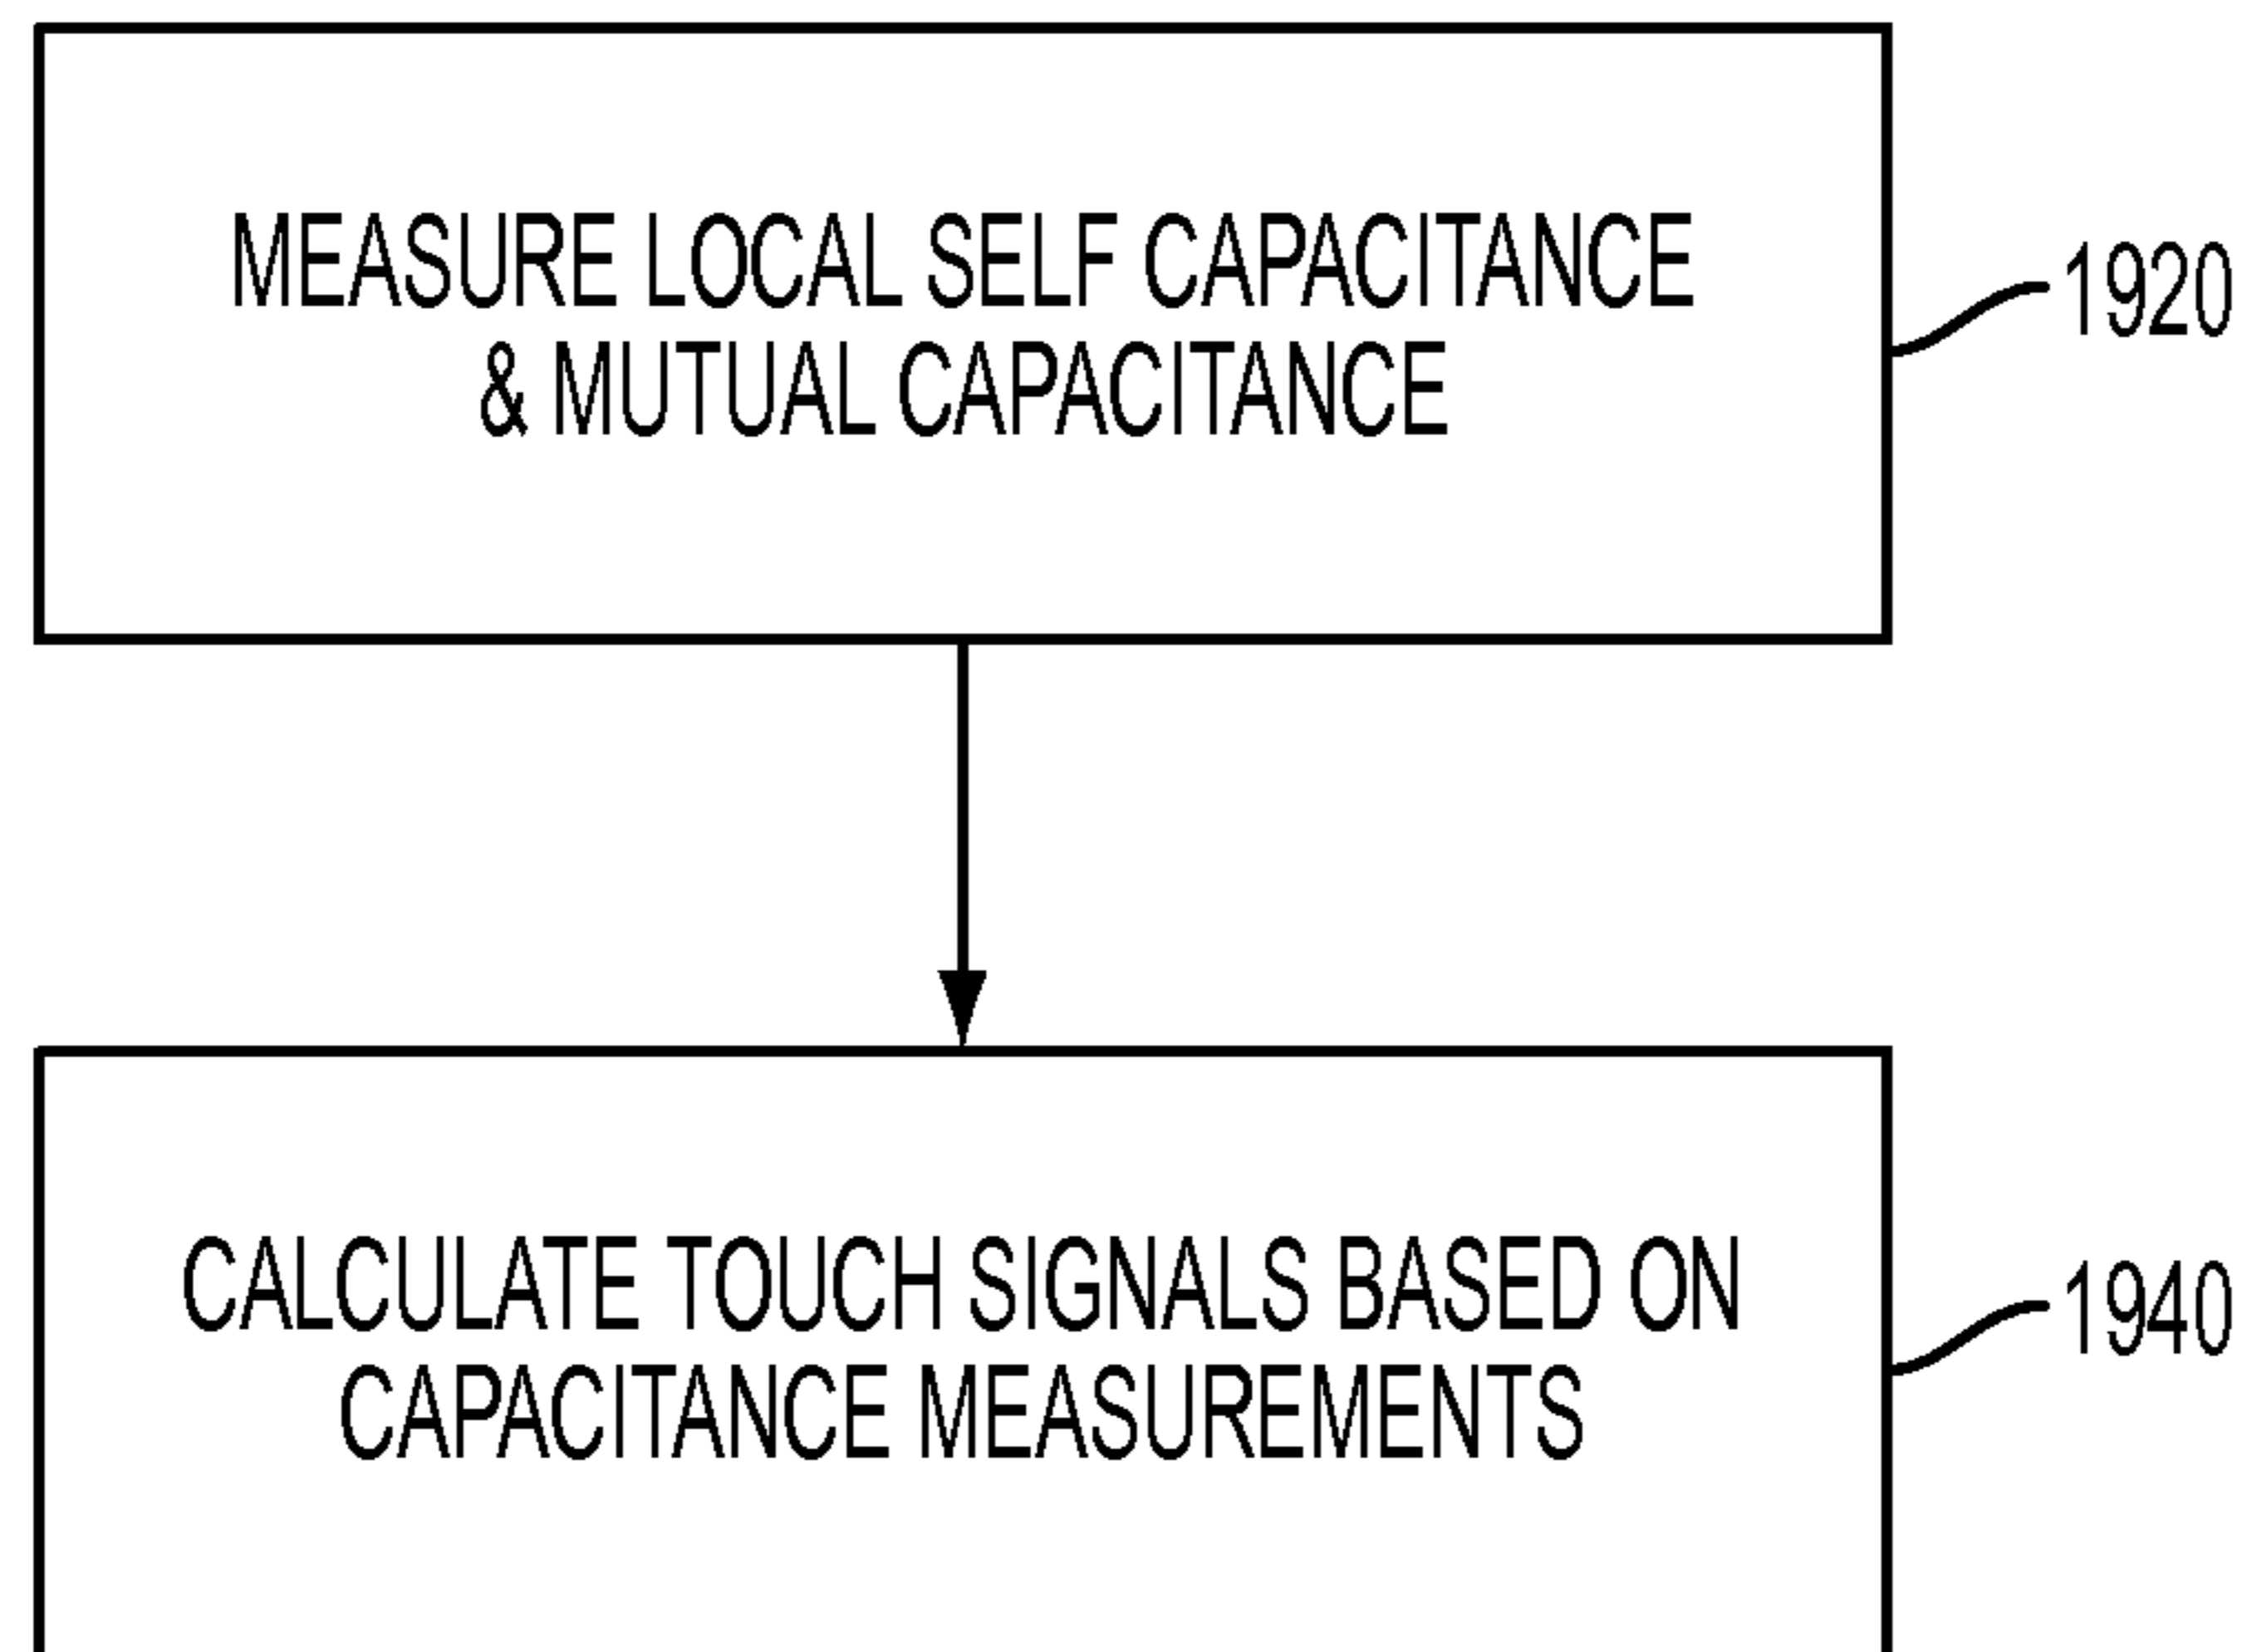 MEASURE LOCAL SELF CAPACITANCE
& MUTUAL CAPACITANCE
1920
CALCULATE TOUCH SIGNALS BASED ON
CAPACITANCE MEASUREMENTS
1940